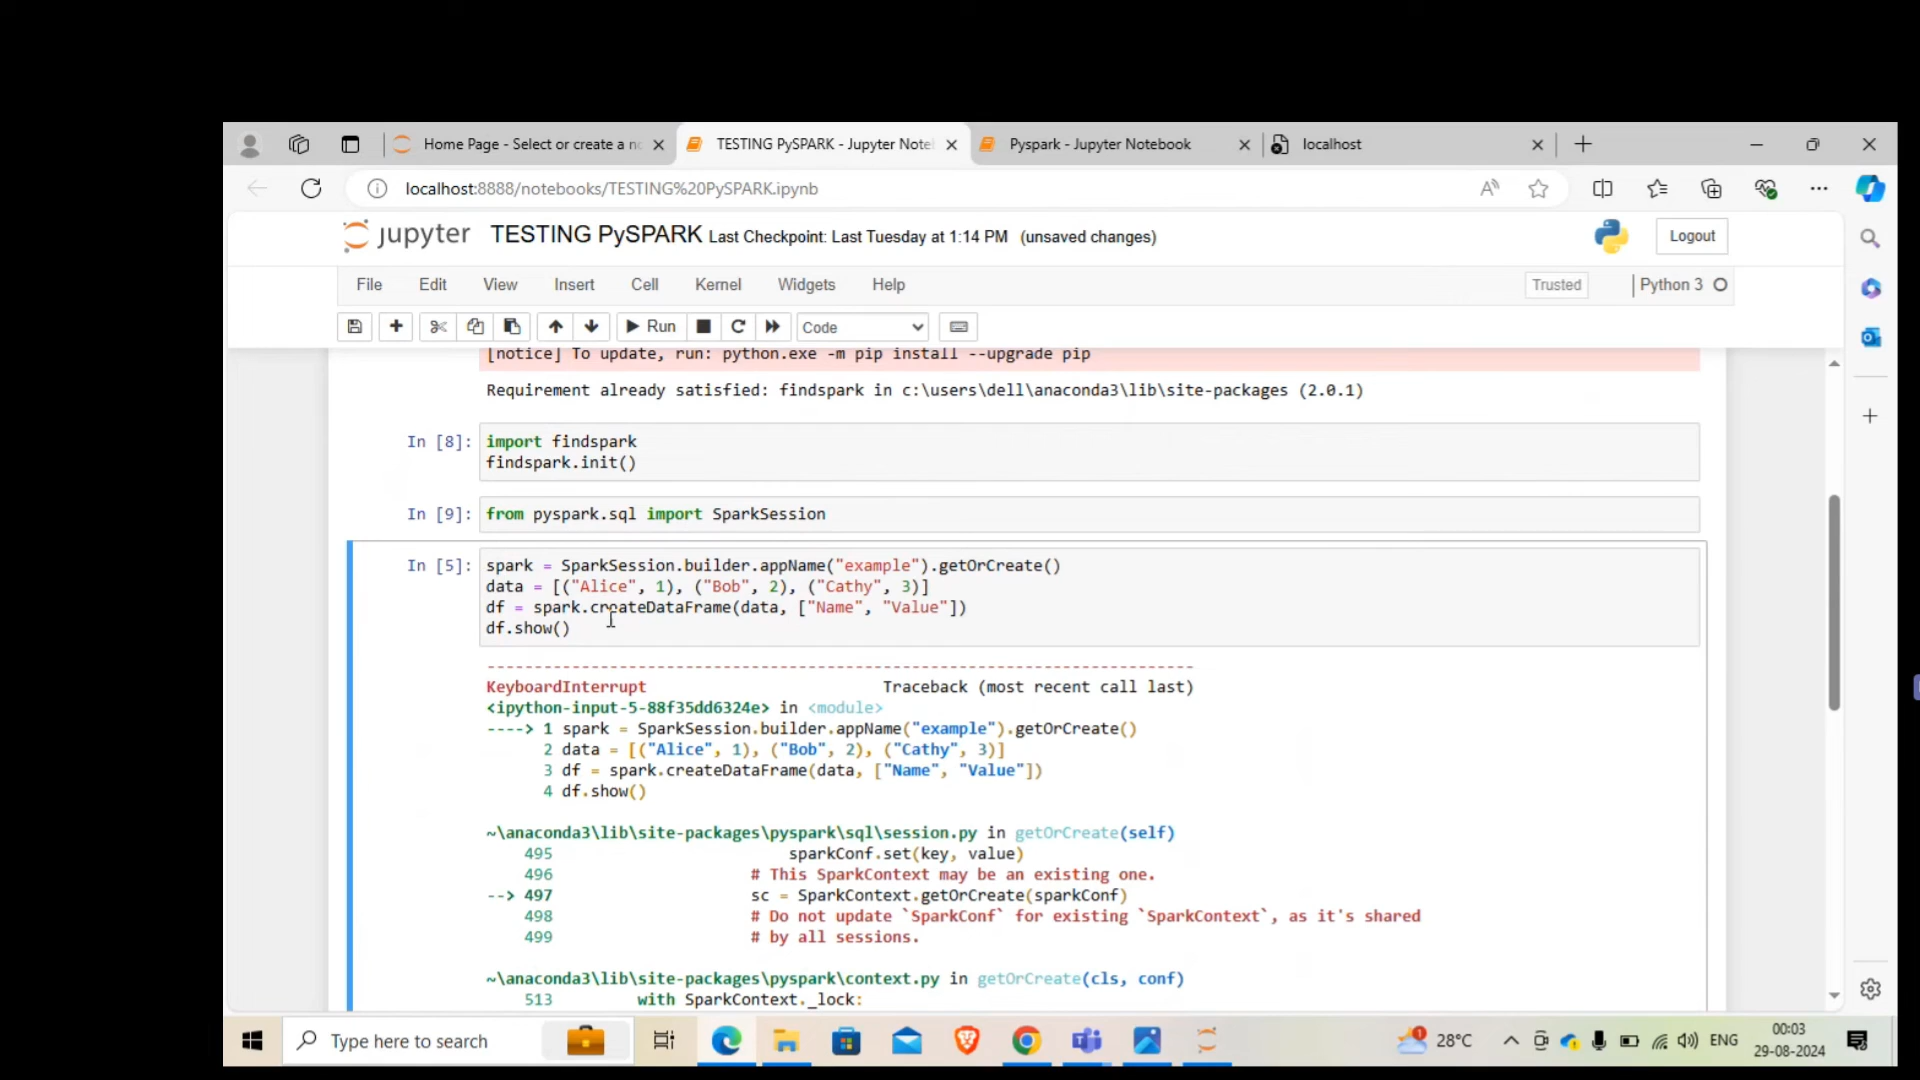 Home Page - Select or create a n
TESTING PySPARK - Jupyter Note
Pyspark - Jupyter Notebook
localhost
localhost:8888/notebooks/TESTING%20PySPARK.ipynb
jupyter TESTING PySPARK Last Checkpoint: Last Tuesday at 1:14 PM (unsaved changes)
Logout
File Edit View Insert Cell Kernel Widgets Help
Trusted
Python 3
Run
Code
[notice] To update, run: python.exe -m pip install --upgrade pip
Requirement already satisfied: findspark in c:\users\dell\anaconda3\lib\site-packages (2.0.1)
In [8]: import findspark
findspark.init()
In [9]: from pyspark.sql import SparkSession
In [5]: spark = SparkSession.builder.appName("example").getOrCreate()
data = [("Alice", 1), ("Bob", 2), ("Cathy", 3)]
df = spark.createDataFrame(data, ["Name", "Value"])
df.show()
---------------------------------------------------------------------------
KeyboardInterrupt                         Traceback (most recent call last)
<ipython-input-5-88f35dd6324e> in <module>
----> 1 spark = SparkSession.builder.appName("example").getOrCreate()
      2 data = [("Alice", 1), ("Bob", 2), ("Cathy", 3)]
      3 df = spark.createDataFrame(data, ["Name", "Value"])
      4 df.show()
~\anaconda3\lib\site-packages\pyspark\sql\session.py in getOrCreate(self)
    495                         sparkConf.set(key, value)
    496                     # This SparkContext may be an existing one.
--> 497                     sc = SparkContext.getOrCreate(sparkConf)
    498                     # Do not update `SparkConf` for existing `SparkContext`, as it's shared
    499                     # by all sessions.
~\anaconda3\lib\site-packages\pyspark\context.py in getOrCreate(cls, conf)
    513         with SparkContext._lock:
Type here to search
1
28°C
ENG
00:03
29-08-2024